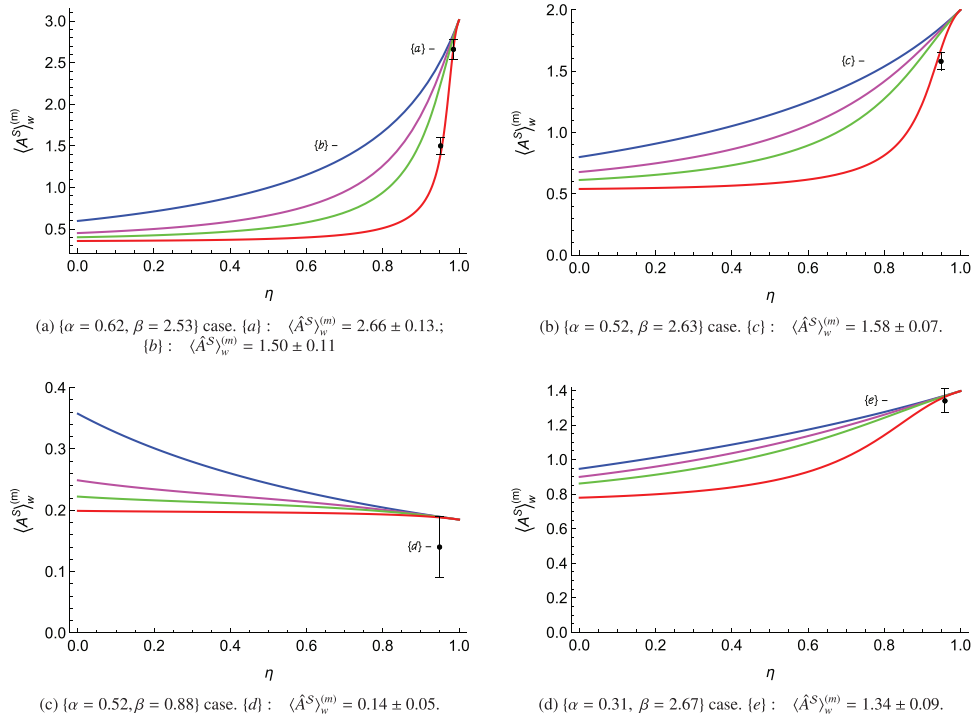 3.0
2.5
2.0
1.5
1.0
0.5
⟨A^S⟩_w^(m)
{a} –
{b} –
0.0 0.2 0.4 0.6 0.8 1.0
η
(a) {α = 0.62, β = 2.53} case. {a} : ⟨Â^S⟩_w^(m) = 2.66 ± 0.13.;
{b} : ⟨Â^S⟩_w^(m) = 1.50 ± 0.11
2.0
1.5
1.0
0.5
0.0
⟨A^S⟩_w^(m)
{c} –
0.0 0.2 0.4 0.6 0.8 1.0
η
(b) {α = 0.52, β = 2.63} case. {c} : ⟨Â^S⟩_w^(m) = 1.58 ± 0.07.
0.4
0.3
0.2
0.1
0.0
⟨A^S⟩_w^(m)
{d} –
0.0 0.2 0.4 0.6 0.8 1.0
η
(c) {α = 0.52, β = 0.88} case. {d} : ⟨Â^S⟩_w^(m) = 0.14 ± 0.05.
1.4
1.2
1.0
0.8
0.6
0.4
0.2
0.0
⟨A^S⟩_w^(m)
{e} –
0.0 0.2 0.4 0.6 0.8 1.0
η
(d) {α = 0.31, β = 2.67} case. {e} : ⟨Â^S⟩_w^(m) = 1.34 ± 0.09.